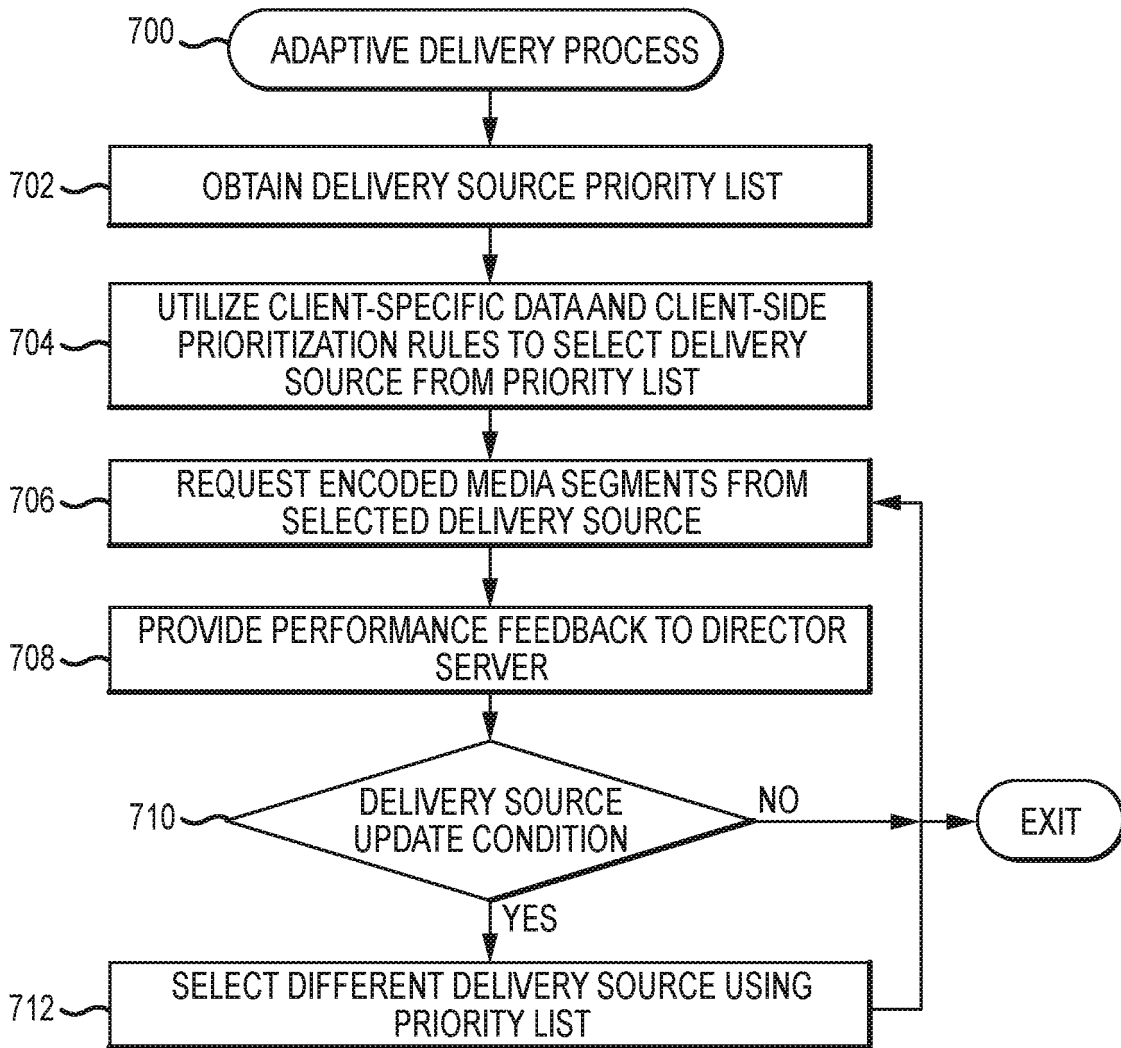 700
ADAPTIVE DELIVERY PROCESS
702
OBTAIN DELIVERY SOURCE PRIORITY LIST
704
UTILIZE CLIENT-SPECIFIC DATA AND CLIENT-SIDE
PRIORITIZATION RULES TO SELECT DELIVERY
SOURCE FROM PRIORITY LIST
706
REQUEST ENCODED MEDIA SEGMENTS FROM
SELECTED DELIVERY SOURCE
708
PROVIDE PERFORMANCE FEEDBACK TO DIRECTOR
SERVER
710
DELIVERY SOURCE
UPDATE CONDITION
NO
EXIT
YES
712
SELECT DIFFERENT DELIVERY SOURCE USING
PRIORITY LIST